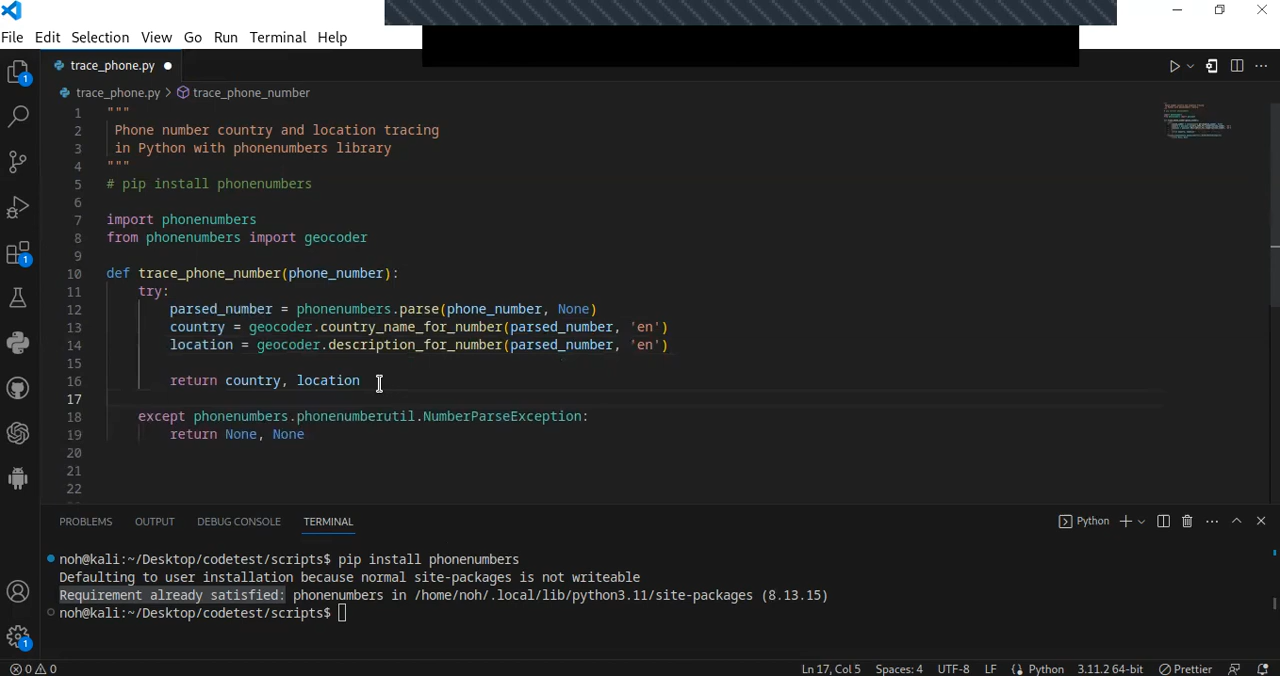 File Edit Selection View Go Run Terminal Help
trace_phone.py
trace_phone.py > trace_phone_number
1 """
2 Phone number country and location tracing
3 in Python with phonenumbers library
4 """
5 # pip install phonenumbers
6
7 import phonenumbers
8 from phonenumbers import geocoder
9
10 def trace_phone_number(phone_number):
11 try:
12 parsed_number = phonenumbers.parse(phone_number, None)
13 country = geocoder.country_name_for_number(parsed_number, 'en')
14 location = geocoder.description_for_number(parsed_number, 'en')
15
16 return country, location
17
18 except phonenumbers.phonenumberutil.NumberParseException:
19 return None, None
20
21
22
PROBLEMS OUTPUT DEBUG CONSOLE TERMINAL Python
noh@kali:~/Desktop/codetest/scripts$ pip install phonenumbers
Defaulting to user installation because normal site-packages is not writeable
Requirement already satisfied: phonenumbers in /home/noh/.local/lib/python3.11/site-packages (8.13.15)
noh@kali:~/Desktop/codetest/scripts$
1
1
1
0 0 Ln 17, Col 5 Spaces: 4 UTF-8 LF Python 3.11.2 64-bit Prettier